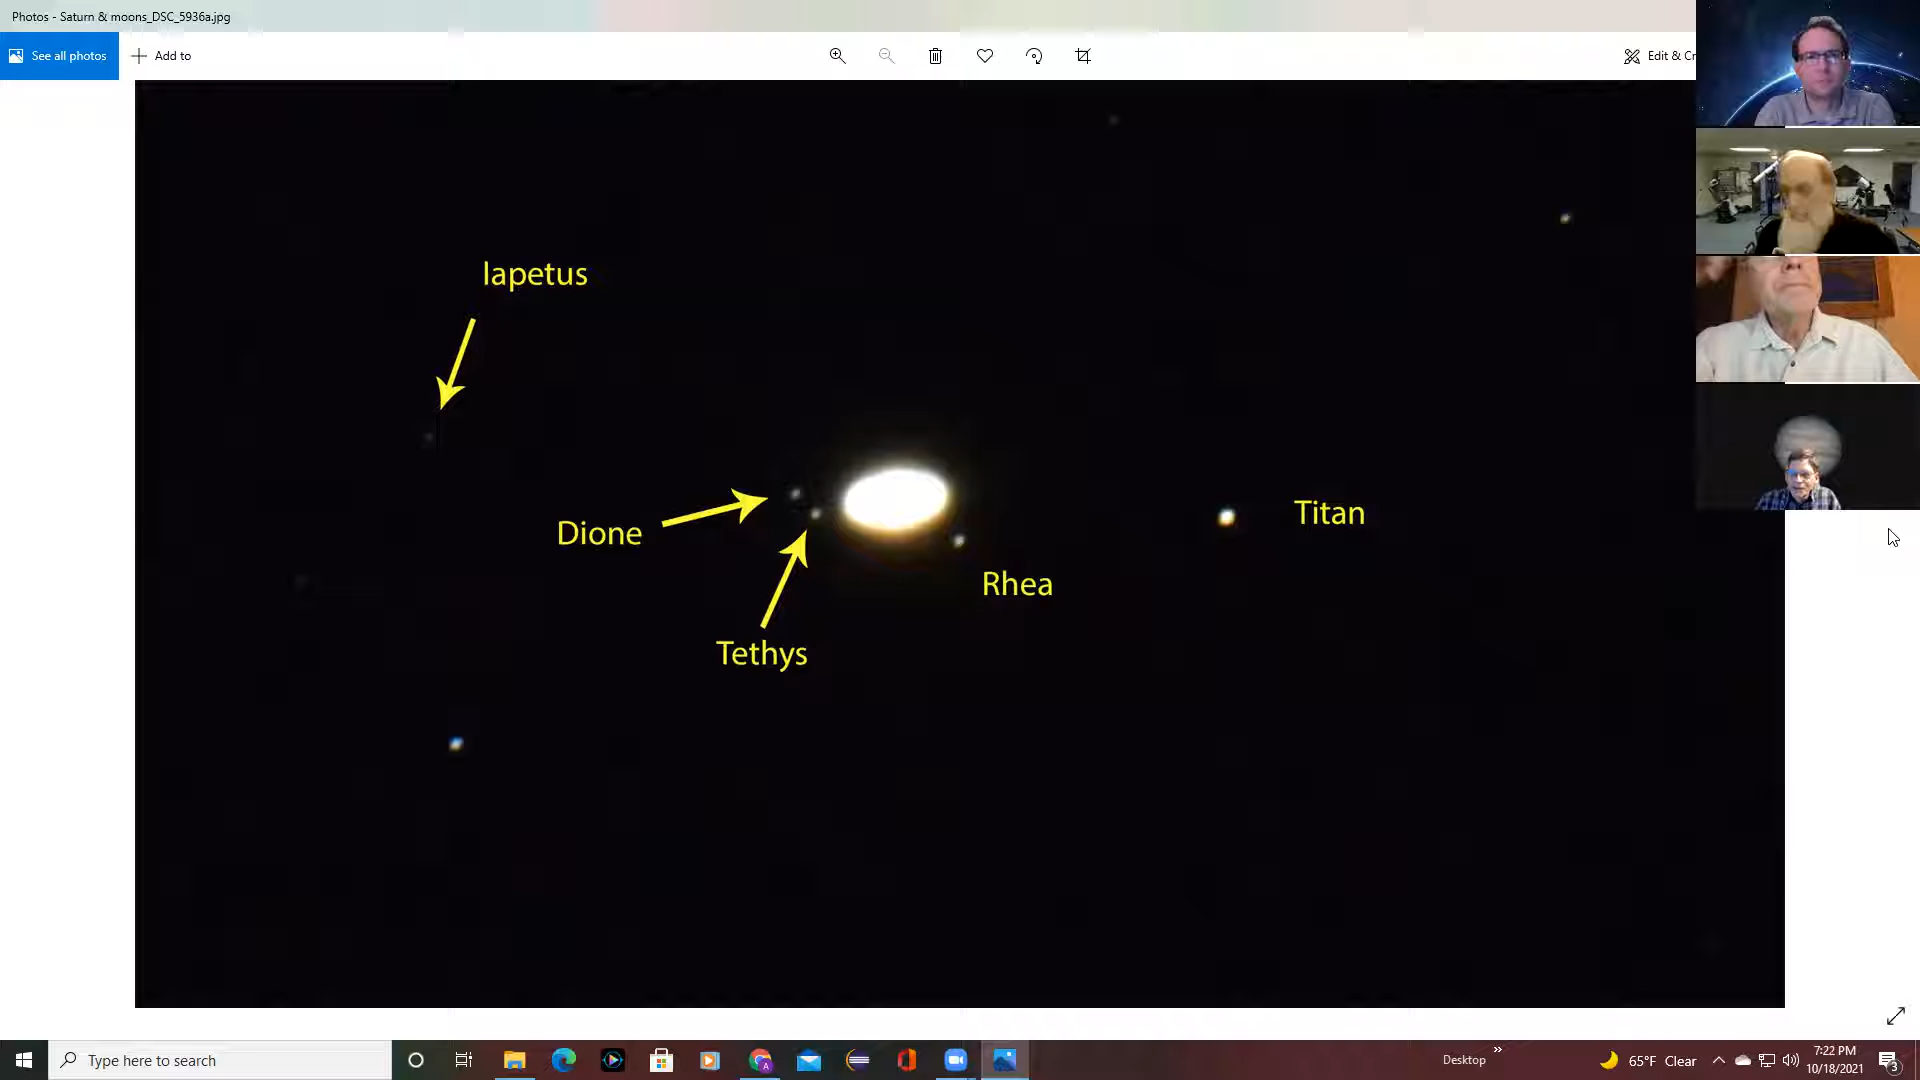 Photos - Saturn & moons_DSC_5936a.jpg
See all photos
Add to
Edit & Cr
Iapetus
Dione
Titan
Rhea
Tethys
Type here to search
A
Desktop
»
65°F Clear
7:22 PM
10/18/2021
3